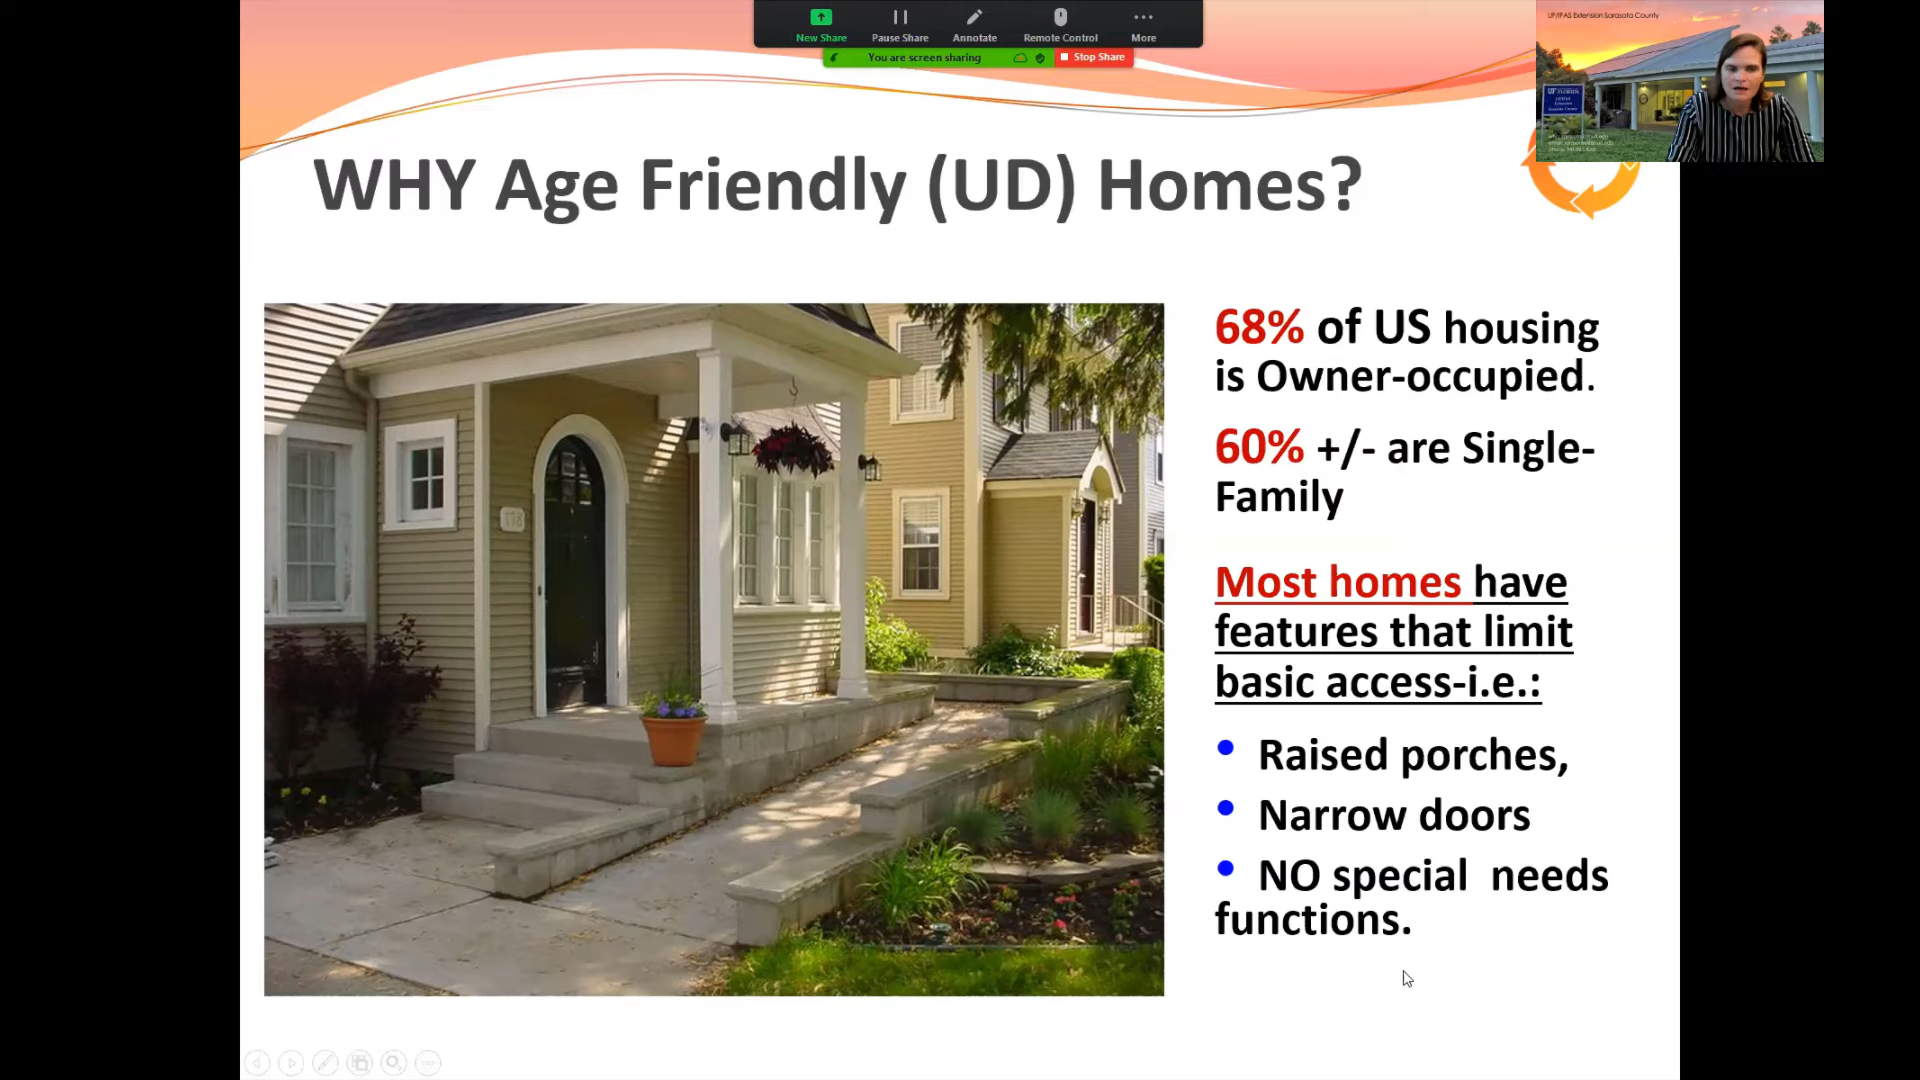 New Share
Pause Share
Annotate
Remote Control
More
You are screen sharing
Stop Share
UF/IFAS Extension Sarasota County
WHY Age Friendly (UD) Homes?
68% of US housing
is Owner-occupied.
60% +/- are Single-
Family
Most homes have
features that limit
basic access-i.e.:
• Raised porches,
• Narrow doors
• NO special needs
functions.